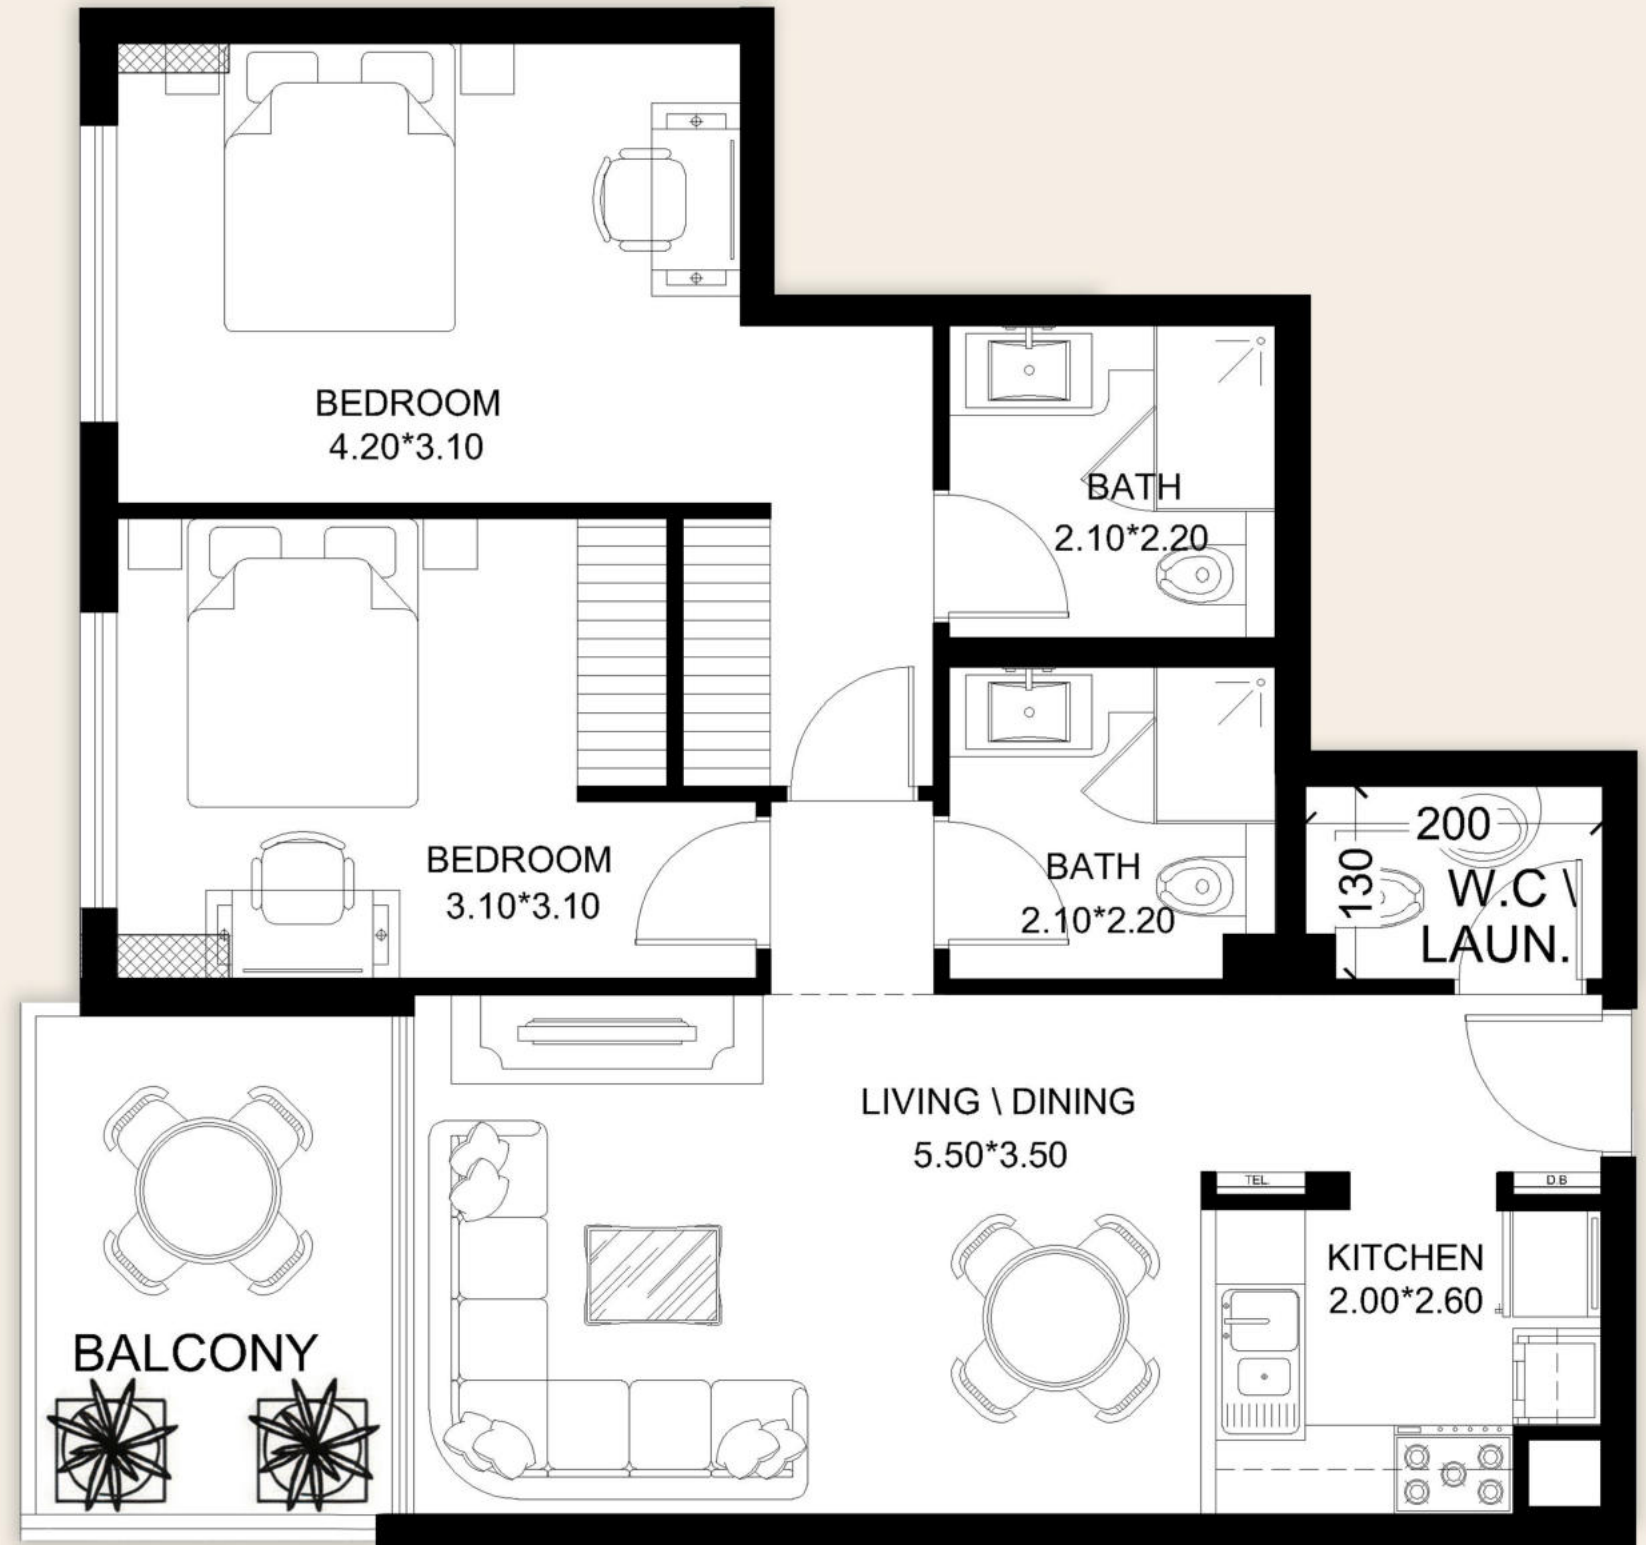 BEDROOM
4.20*3.10
BATH
2.10*2.20
BEDROOM
3.10*3.10
BATH
2.10*2.20
200
130
W.C \
LAUN.
LIVING \ DINING
5.50*3.50
TEL.
D.B
KITCHEN
2.00*2.60
BALCONY